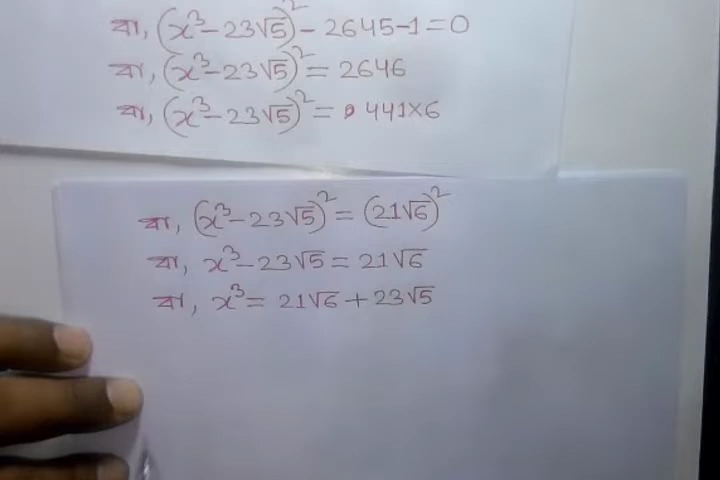 বা, (x³-23√5)²- 2645-1=0
বা, (x³-23√5)²= 2646
বা, (x³-23√5)²= 441×6
বা, (x³-23√5)²= (21√6)²
বা, x³-23√5 = 21√6
বা, x³= 21√6+23√5